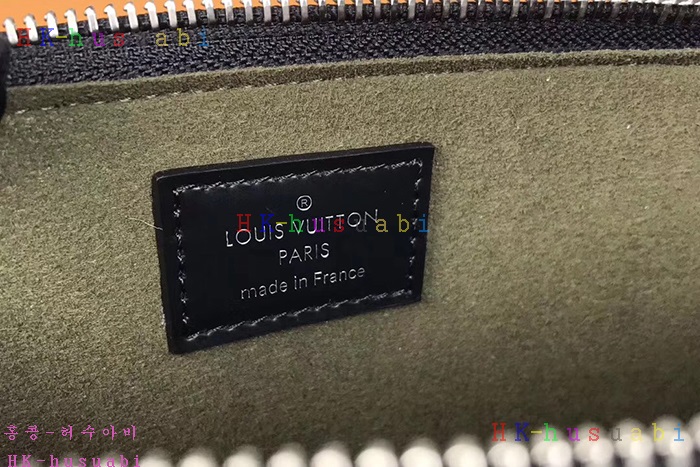 HK-husuabi
®
LOUIS VUITTON
HK-husuabi
PARIS
made in France
홍콩-허수아비
HK-husuabi
HK-husuabi